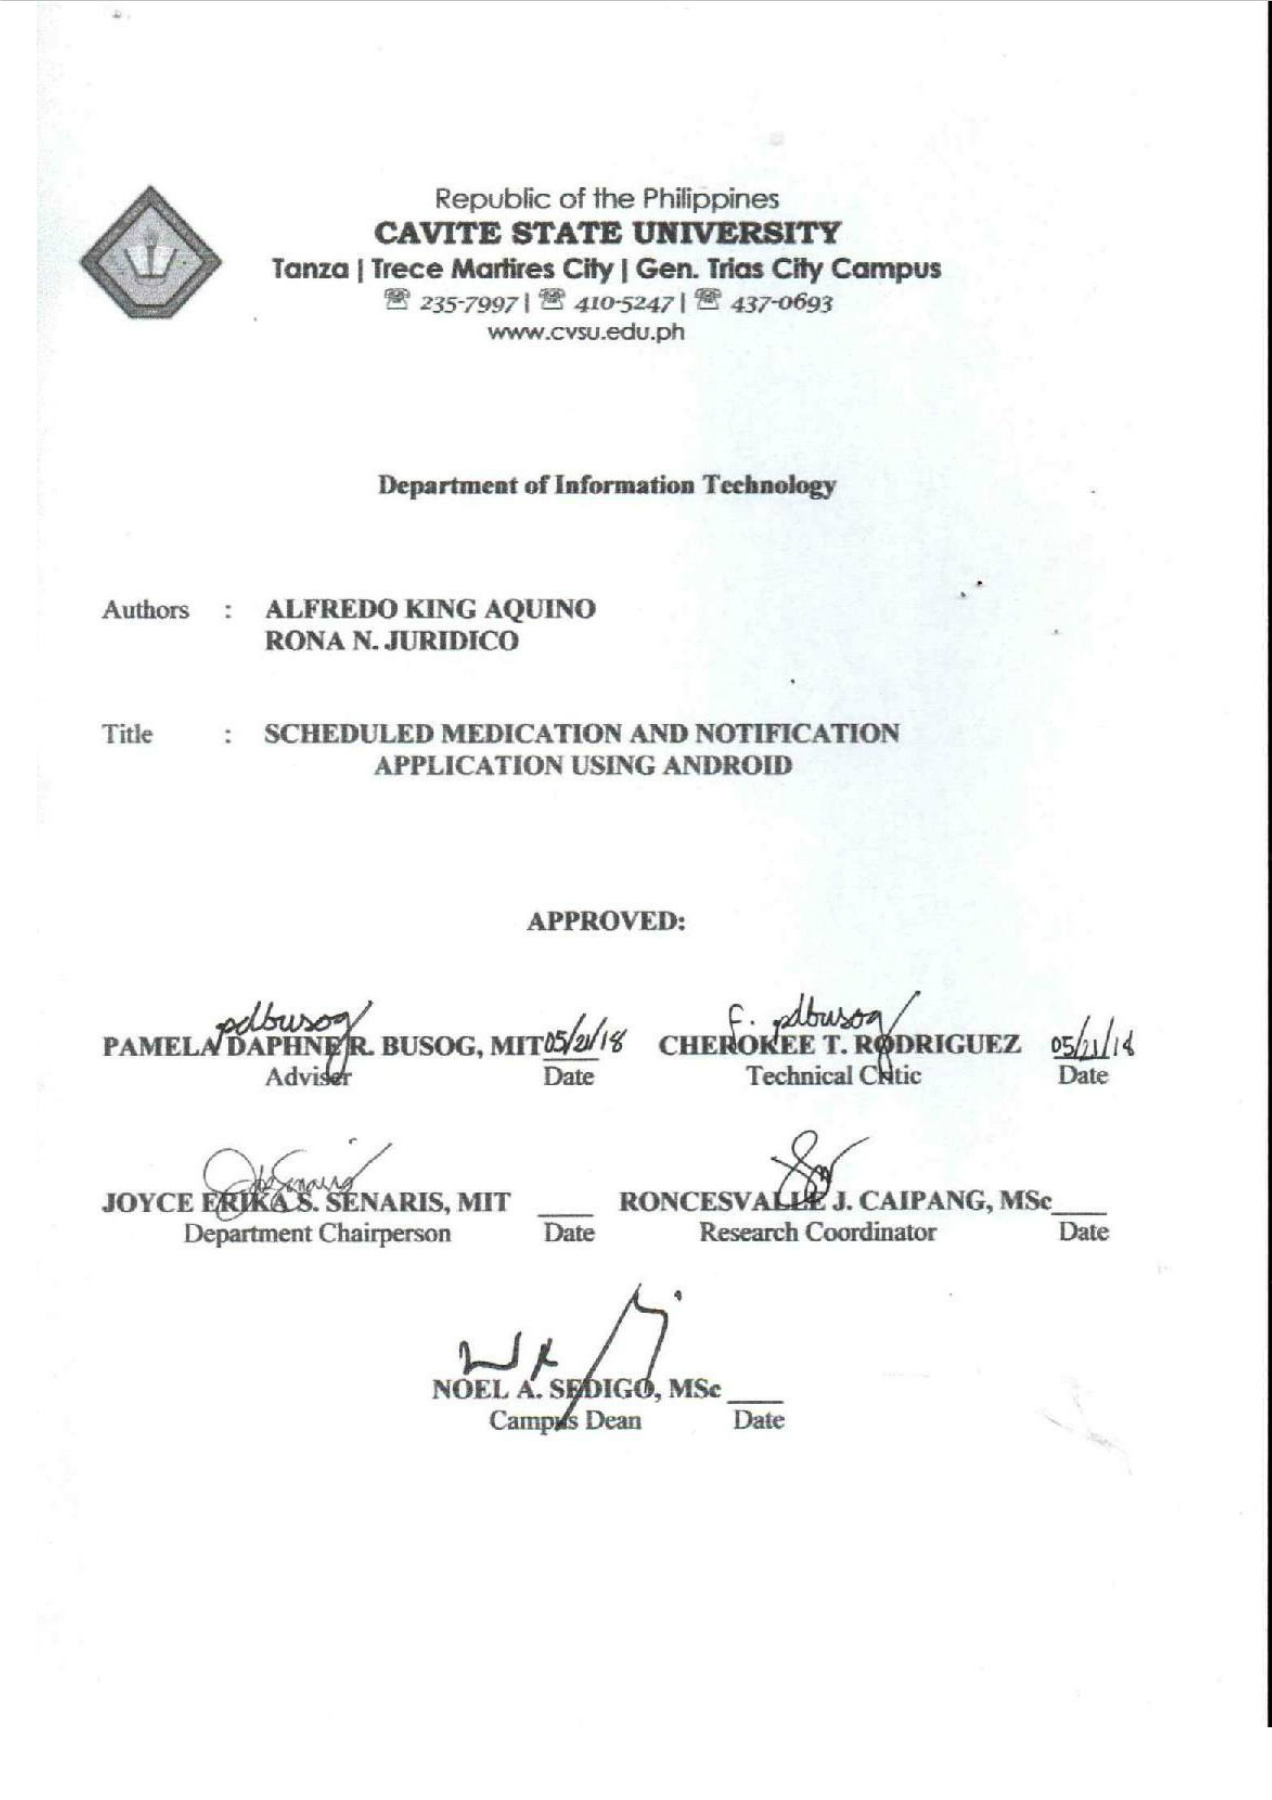 Republic of the Philippines
CAVITE STATE UNIVERSITY
Tanza | Trece Martires City | Gen. Trias City Campus
☏ 235-7997 | ☏ 410-5247 | ☏ 437-0693
www.cvsu.edu.ph
Department of Information Technology
Authors : ALFREDO KING AQUINO
RONA N. JURIDICO
Title : SCHEDULED MEDICATION AND NOTIFICATION
APPLICATION USING ANDROID
APPROVED:
pdbusog f. pdbusog
PAMELA DAPHNE R. BUSOG, MIT 05/21/18 CHEROKEE T. RODRIGUEZ 05/21/18
Adviser Date Technical Critic Date
JOYCE ERIKA S. SENARIS, MIT ____ RONCESVALLE J. CAIPANG, MSc ____
Department Chairperson Date Research Coordinator Date
NOEL A. SEDIGO, MSc ____
Campus Dean Date